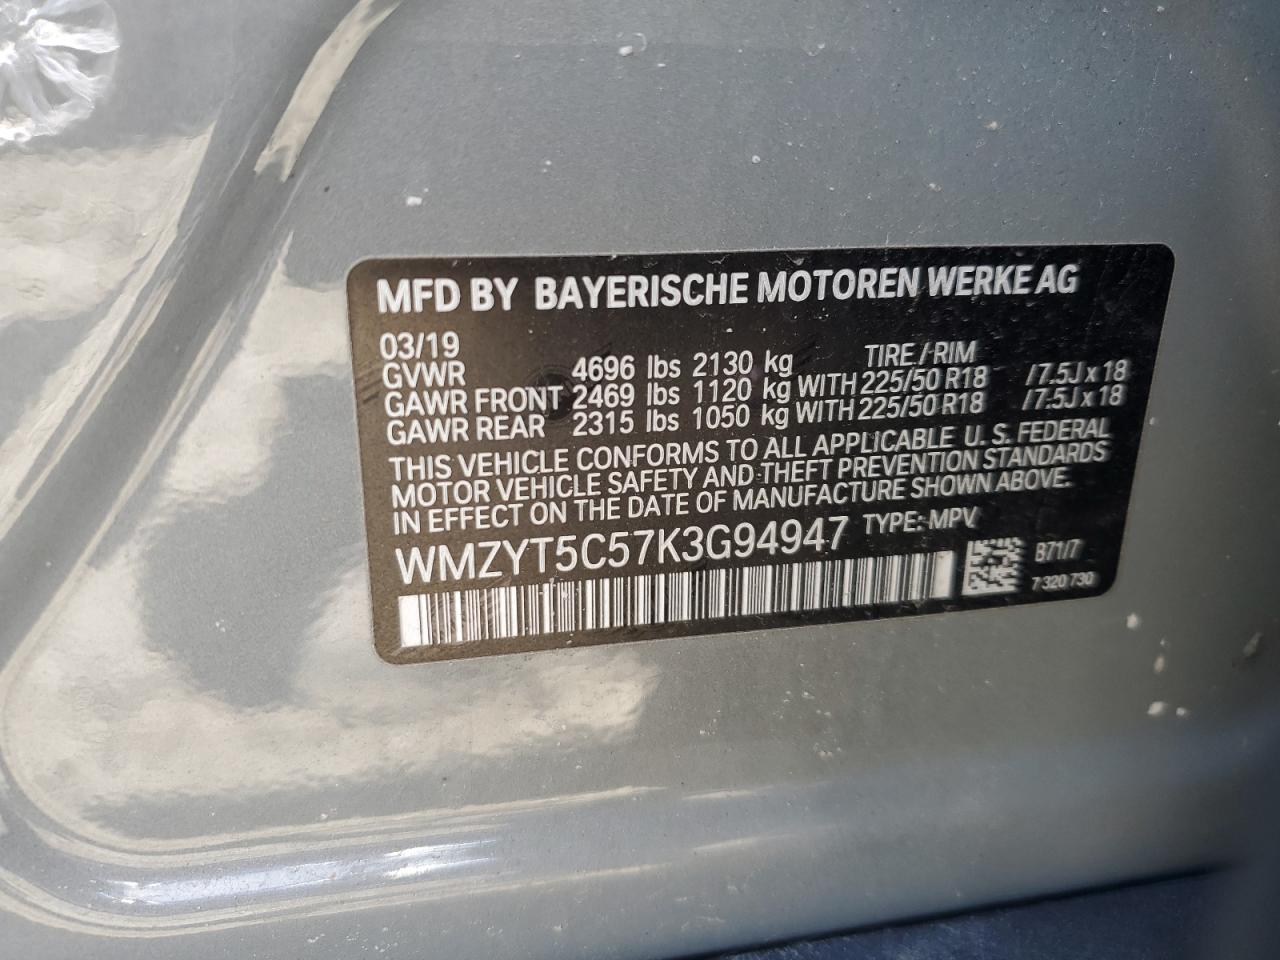 MFD BY BAYERISCHE MOTOREN WERKE AG
03/19 TIRE / RIM
GVWR 4696 lbs 2130 kg
GAWR FRONT 2469 lbs 1120 kg WITH 225/50 R18 /7.5J x 18
GAWR REAR 2315 lbs 1050 kg WITH 225/50 R18 /7.5J x 18
THIS VEHICLE CONFORMS TO ALL APPLICABLE U. S. FEDERAL
MOTOR VEHICLE SAFETY AND THEFT PREVENTION STANDARDS
IN EFFECT ON THE DATE OF MANUFACTURE SHOWN ABOVE.
WMZYT5C57K3G94947 TYPE: MPV
B71/7
7 320 730